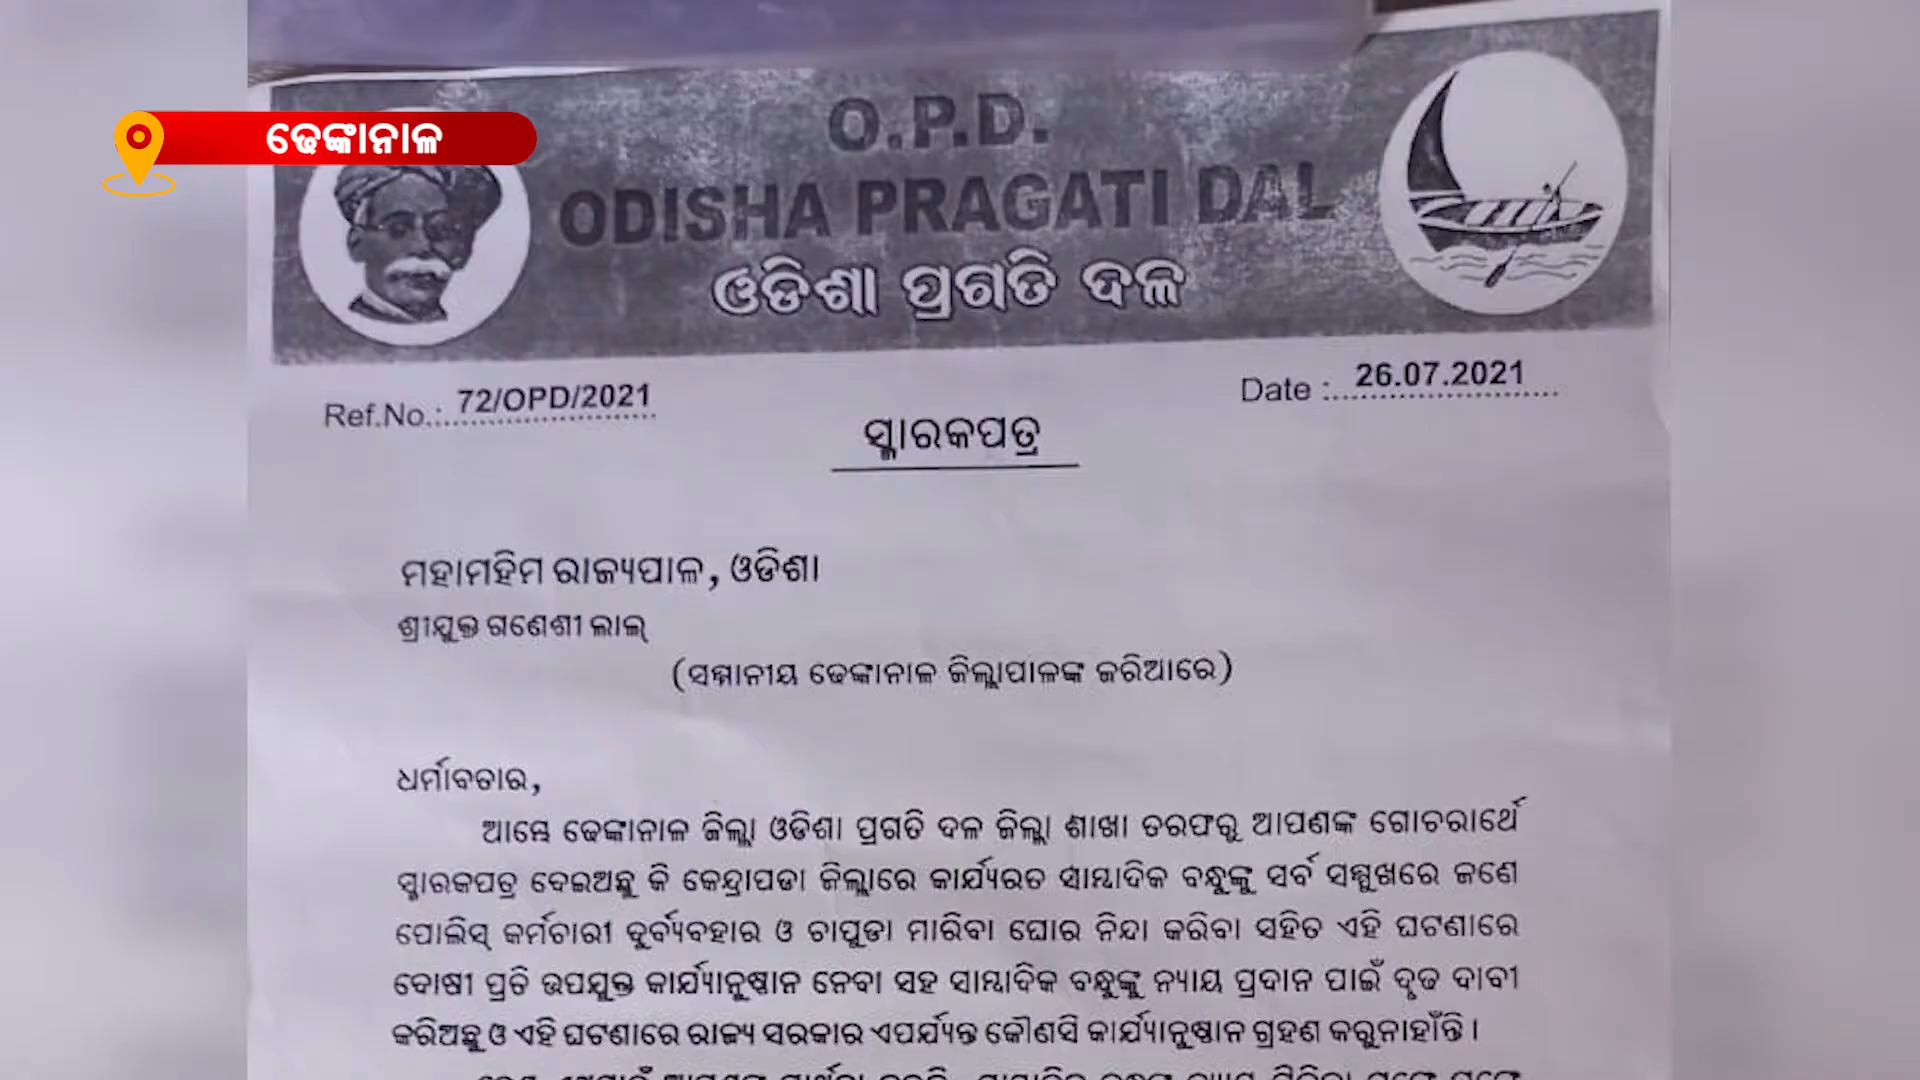 ଢେଙ୍କାନାଳ
O.P.D.
ODISHA PRAGATI DAL
ଓଡିଶା ପ୍ରଗତି ଦଳ
Ref.No.: 72/OPD/2021
Date : 26.07.2021
ସ୍ମାରକପତ୍ର
ମହାମହିମ ରାଜ୍ୟପାଳ, ଓଡିଶା
ଶ୍ରୀଯୁକ୍ତ ଗଣେଶୀ ଲାଲ୍
(ସମ୍ମାନୀୟ ଢେଙ୍କାନାଳ ଜିଲ୍ଲାପାଳଙ୍କ ଜରିଆରେ)
ଧର୍ମାବତାର,
ଆମ୍ଭେ ଢେଙ୍କାନାଳ ଜିଲ୍ଲା ଓଡିଶା ପ୍ରଗତି ଦଳ ଜିଲ୍ଲା ଶାଖା ତରଫରୁ ଆପଣଙ୍କ ଗୋଚରାର୍ଥେ
ସ୍ମାରକପତ୍ର ଦେଇଅଛୁ କି କେନ୍ଦ୍ରାପଡା ଜିଲ୍ଲାରେ କାର୍ଯ୍ୟରତ ସାମ୍ବାଦିକ ବନ୍ଧୁଙ୍କୁ ସର୍ବ ସମ୍ମୁଖରେ ଜଣେ
ପୋଲିସ୍ କର୍ମଚାରୀ ଦୁର୍ବ୍ୟବହାର ଓ ଚାପୁଡା ମାରିବା ଘୋର ନିନ୍ଦା କରିବା ସହିତ ଏହି ଘଟଣାରେ
ଦୋଷୀ ପ୍ରତି ଉପଯୁକ୍ତ କାର୍ଯ୍ୟାନୁଷ୍ଠାନ ନେବା ସହ ସାମ୍ବାଦିକ ବନ୍ଧୁଙ୍କୁ ନ୍ୟାୟ ପ୍ରଦାନ ପାଇଁ ଦୃଢ ଦାବୀ
କରିଅଛୁ ଓ ଏହି ଘଟଣାରେ ରାଜ୍ୟ ସରକାର ଏପର୍ଯ୍ୟନ୍ତ କୌଣସି କାର୍ଯ୍ୟାନୁଷ୍ଠାନ ଗ୍ରହଣ କରୁନାହାଁନ୍ତି ।